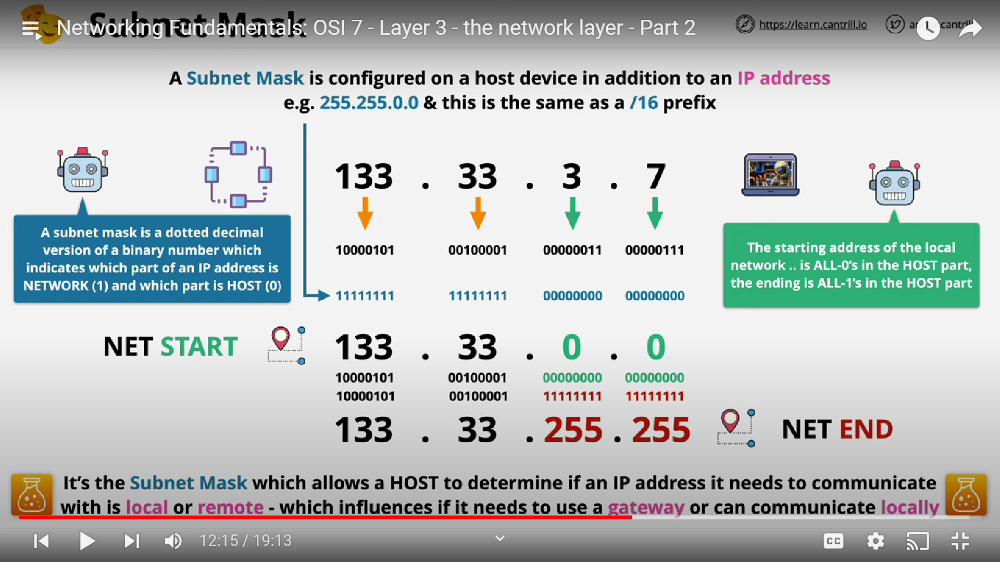 Subnet Mask
Networking Fundamentals: OSI 7 - Layer 3 - the network layer - Part 2
https://learn.cantrill.io
A Subnet Mask is configured on a host device in addition to an IP address
e.g. 255.255.0.0 & this is the same as a /16 prefix
133 . 33 . 3 . 7
A subnet mask is a dotted decimal
version of a binary number which
indicates which part of an IP address is
NETWORK (1) and which part is HOST (0)
10000101 00100001 00000011 00000111
The starting address of the local
network .. is ALL-0's in the HOST part,
the ending is ALL-1's in the HOST part
11111111 11111111 00000000 00000000
NET START 133 . 33 . 0 . 0
10000101 00100001 00000000 00000000
10000101 00100001 11111111 11111111
133 . 33 . 255 . 255 NET END
It's the Subnet Mask which allows a HOST to determine if an IP address it needs to communicate
with is local or remote - which influences if it needs to use a gateway or can communicate locally
12:15 / 19:13
CC